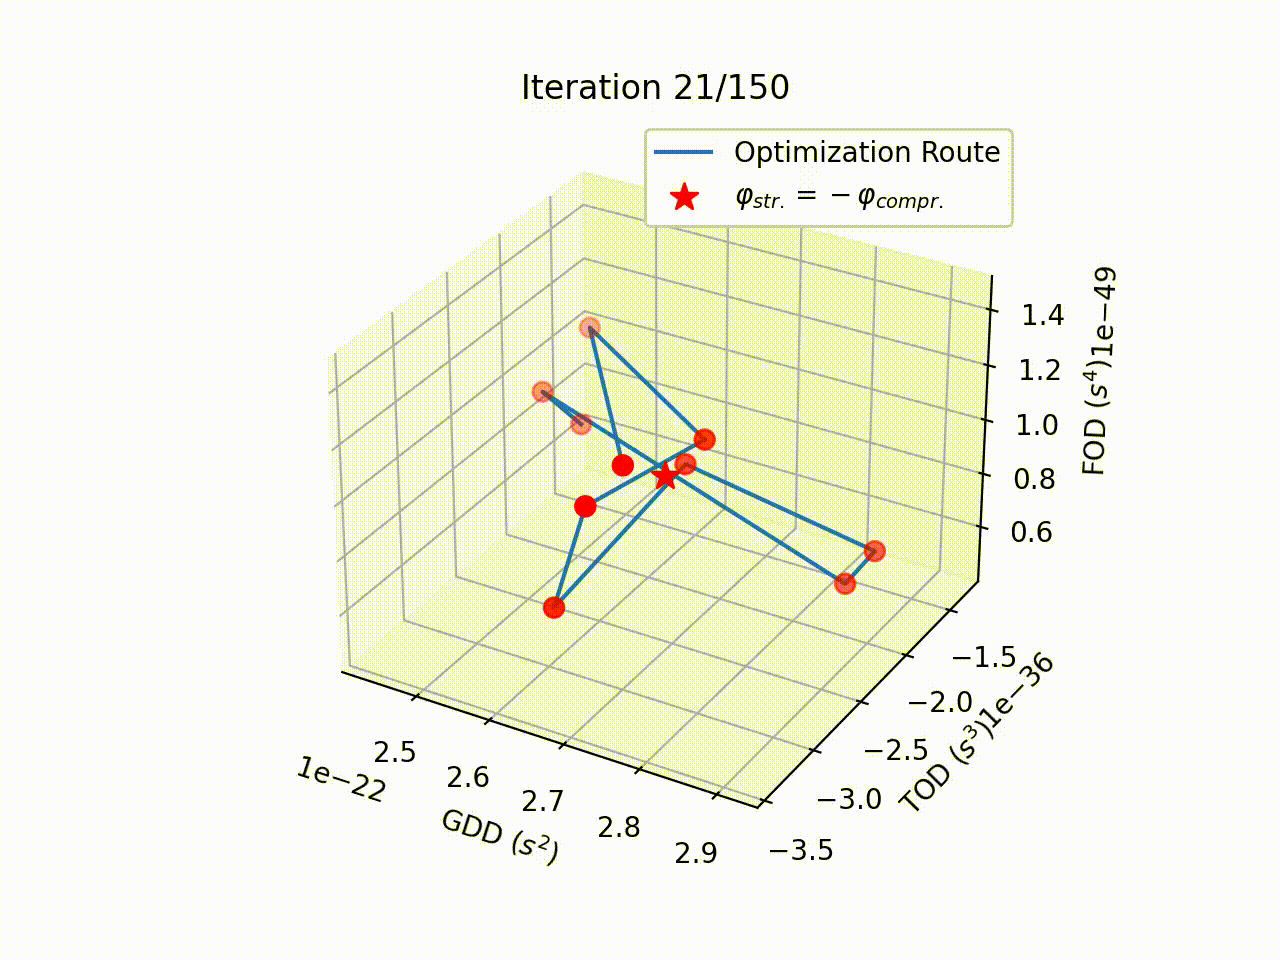 Iteration 21/150
Optimization Route
φstr. = − φcompr.
1.4
1.2
1.0
0.8
0.6
FOD (s⁴)1e−49
−1.5
−2.0
−2.5
−3.0
−3.5
TOD (s³)1e−36
2.5
2.6
2.7
2.8
2.9
1e−22
GDD (s²)